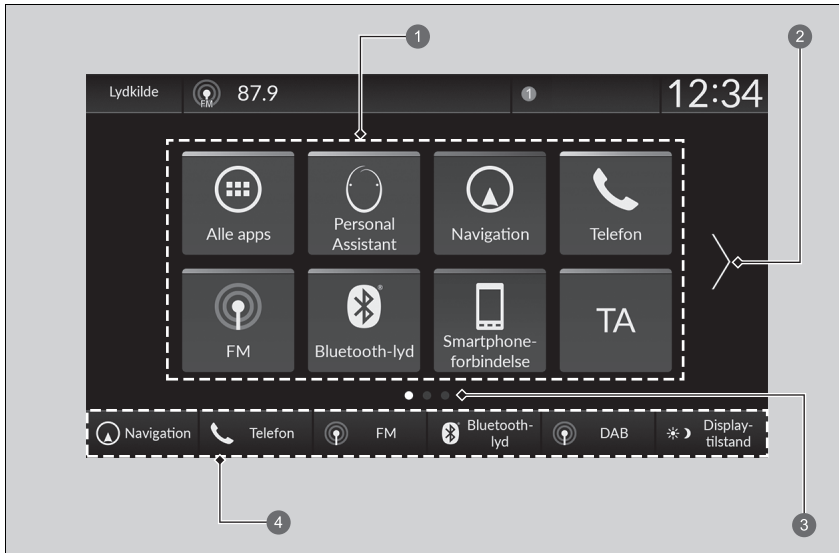 1
2
Lydkilde
FM
87.9
1
12:34
Alle apps
Personal
Assistant
Navigation
Telefon
FM
®
Bluetooth-lyd
Smartphone-
forbindelse
TA
Navigation
Telefon
FM
®
Bluetooth-
lyd
DAB
Display-
tilstand
4
3